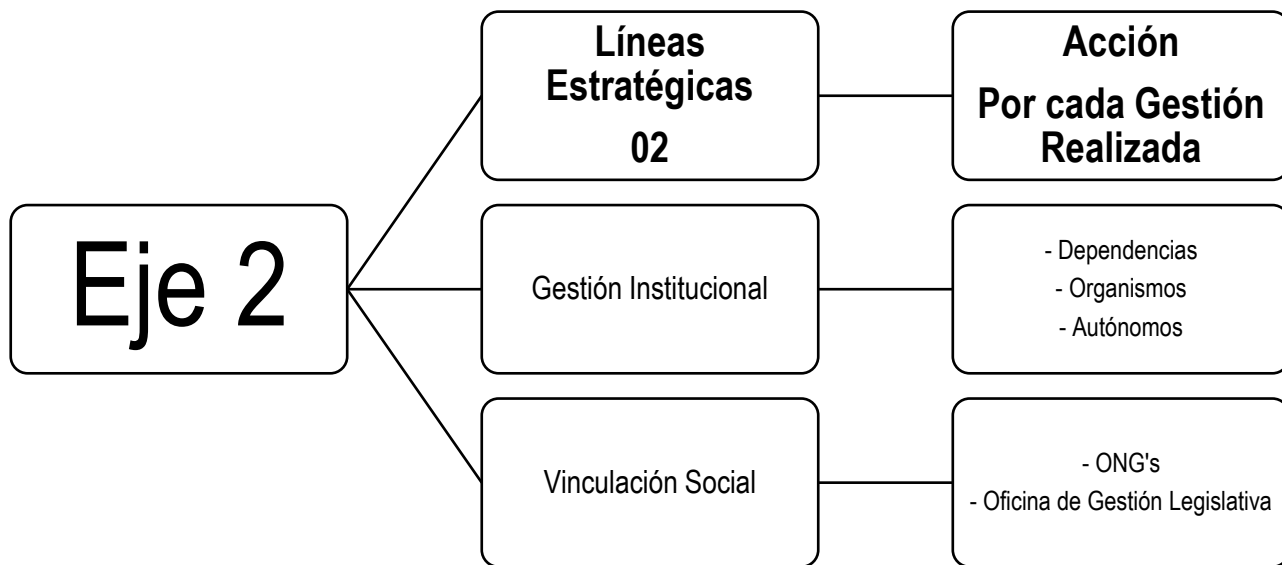 Eje 2
Líneas
Estratégicas
02
Acción
Por cada Gestión
Realizada
Gestión Institucional
- Dependencias
- Organismos
- Autónomos
Vinculación Social
- ONG's
- Oficina de Gestión Legislativa